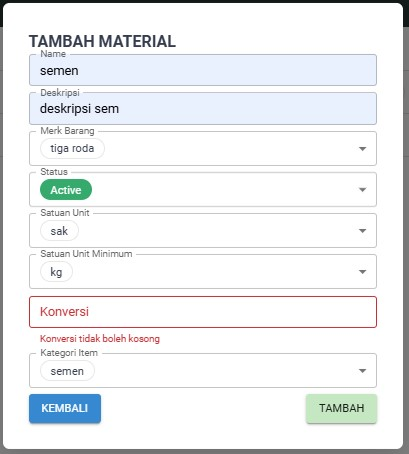 TAMBAH MATERIAL
Name
semen
Deskripsi
deskripsi sem
Merk Barang
tiga roda
Status
Active
Satuan Unit
sak
Satuan Unit Minimum
kg
Konversi
Konversi tidak boleh kosong
Kategori Item
semen
KEMBALI TAMBAH